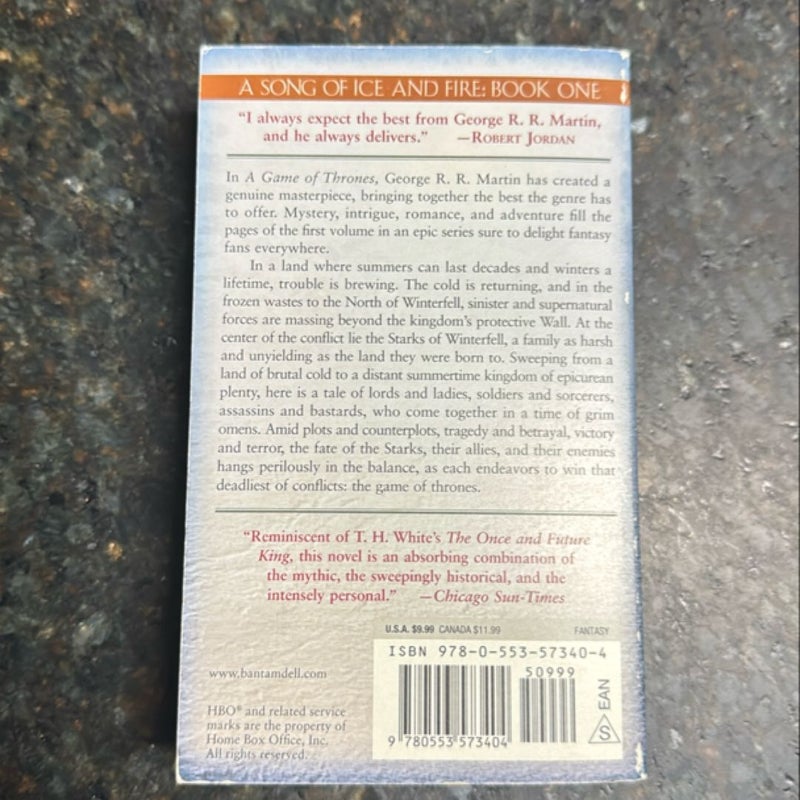 A SONG OF ICE AND FIRE: BOOK ONE
“I always expect the best from George R. R. Martin,
and he always delivers.” —ROBERT JORDAN
In A Game of Thrones, George R. R. Martin has created a
genuine masterpiece, bringing together the best the genre has
to offer. Mystery, intrigue, romance, and adventure fill the
pages of the first volume in an epic series sure to delight fantasy
fans everywhere.
In a land where summers can last decades and winters a
lifetime, trouble is brewing. The cold is returning, and in the
frozen wastes to the North of Winterfell, sinister and supernatural
forces are massing beyond the kingdom’s protective Wall. At the
center of the conflict lie the Starks of Winterfell, a family as harsh
and unyielding as the land they were born to. Sweeping from a
land of brutal cold to a distant summertime kingdom of epicurean
plenty, here is a tale of lords and ladies, soldiers and sorcerers,
assassins and bastards, who come together in a time of grim
omens. Amid plots and counterplots, tragedy and betrayal, victory
and terror, the fate of the Starks, their allies, and their enemies
hangs perilously in the balance, as each endeavors to win that
deadliest of conflicts: the game of thrones.
“Reminiscent of T. H. White’s The Once and Future
King, this novel is an absorbing combination of
the mythic, the sweepingly historical, and the
intensely personal.” —Chicago Sun-Times
U.S.A. $9.99 CANADA $11.99 FANTASY
ISBN 978-0-553-57340-4
50999
9 780553 573404
S EAN
www.bantamdell.com
HBO® and related service
marks are the property of
Home Box Office, Inc.
All rights reserved.